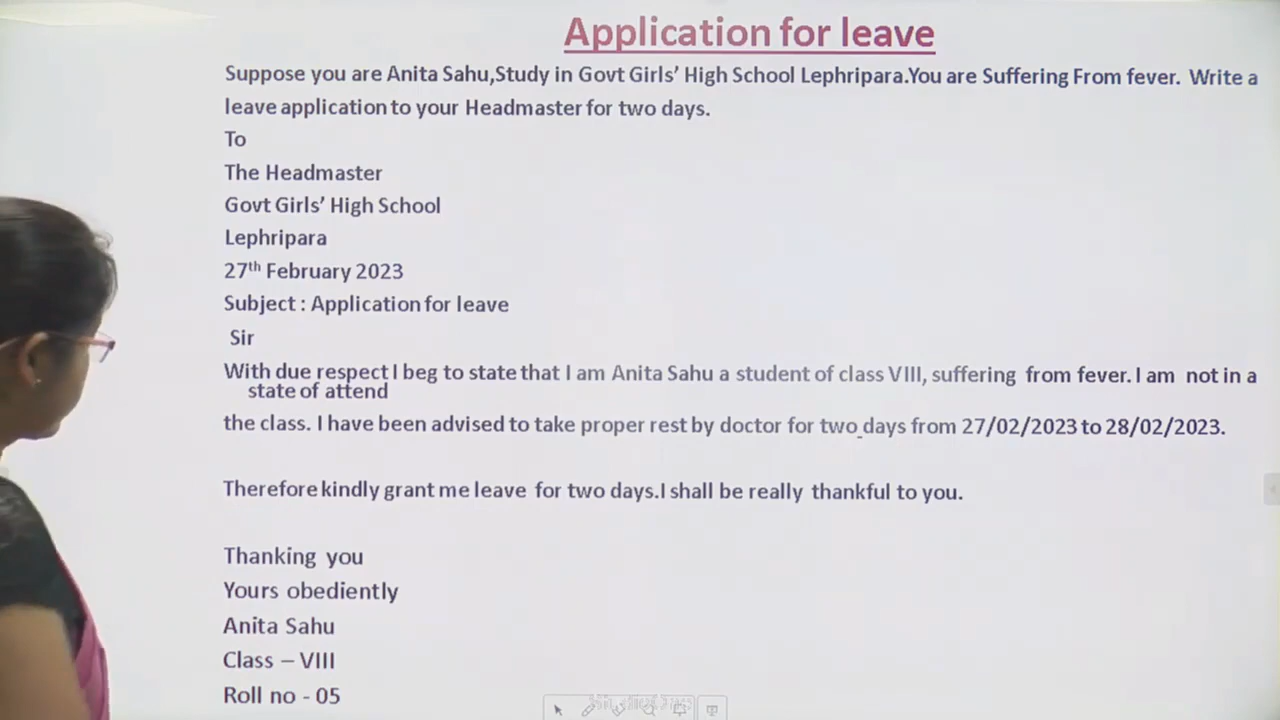 Application for leave
Suppose you are Anita Sahu,Study in Govt Girls’ High School Lephripara.You are Suffering From fever. Write a
leave application to your Headmaster for two days.
To
The Headmaster
Govt Girls’ High School
Lephripara
27th February 2023
Subject : Application for leave
Sir
With due respect I beg to state that I am Anita Sahu a student of class VIII, suffering from fever. I am not in a
state of attend
the class. I have been advised to take proper rest by doctor for two days from 27/02/2023 to 28/02/2023.
Therefore kindly grant me leave for two days.I shall be really thankful to you.
Thanking you
Yours obediently
Anita Sahu
Class – VIII
Roll no - 05